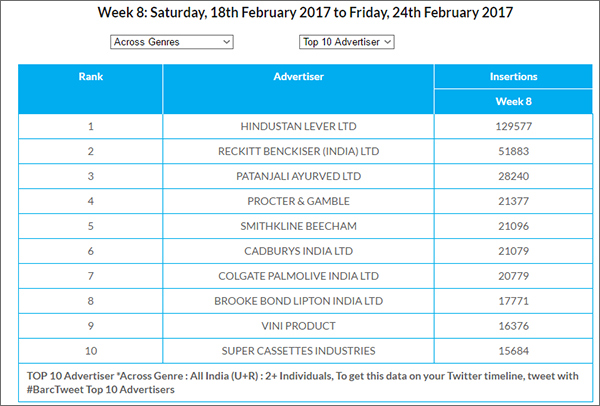 Week 8: Saturday, 18th February 2017 to Friday, 24th February 2017
Across Genres Top 10 Advertiser
Rank Advertiser Insertions
Week 8
1 HINDUSTAN LEVER LTD 129577
2 RECKITT BENCKISER (INDIA) LTD 51883
3 PATANJALI AYURVED LTD 28240
4 PROCTER & GAMBLE 21377
5 SMITHKLINE BEECHAM 21096
6 CADBURYS INDIA LTD 21079
7 COLGATE PALMOLIVE INDIA LTD 20779
8 BROOKE BOND LIPTON INDIA LTD 17771
9 VINI PRODUCT 16376
10 SUPER CASSETTES INDUSTRIES 15684
TOP 10 Advertiser *Across Genre : All India (U+R) : 2+ Individuals, To get this data on your Twitter timeline, tweet with
#BarcTweet Top 10 Advertisers